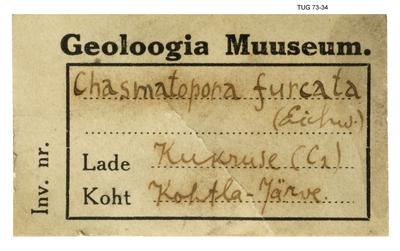 TUG 73-34
Geoloogia Muuseum.
Chasmatopora furcata
(Eichw.)
Inv. nr.
Lade Kukruse (C₂)
Koht Kohtla-Järve.